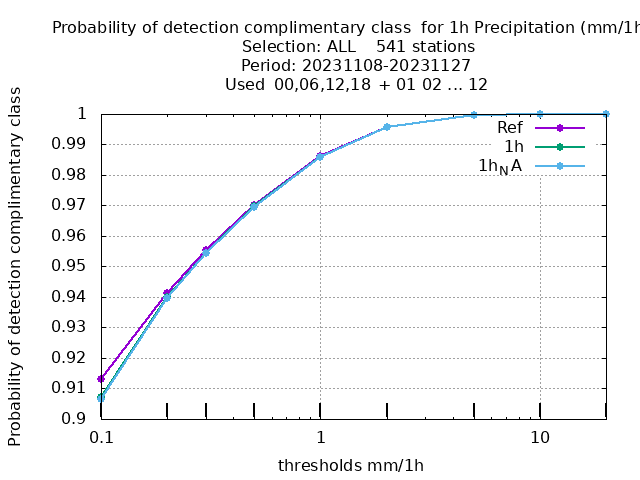 Probability of detection complimentary class  for 1h Precipitation (mm/1h
Selection: ALL    541 stations
Period: 20231108-20231127
Used  00,06,12,18  + 01 02 ... 12
Probability of detection complimentary class
1
0.99
0.98
0.97
0.96
0.95
0.94
0.93
0.92
0.91
0.9
Ref
1h
1hNA
0.1
1
10
thresholds mm/1h